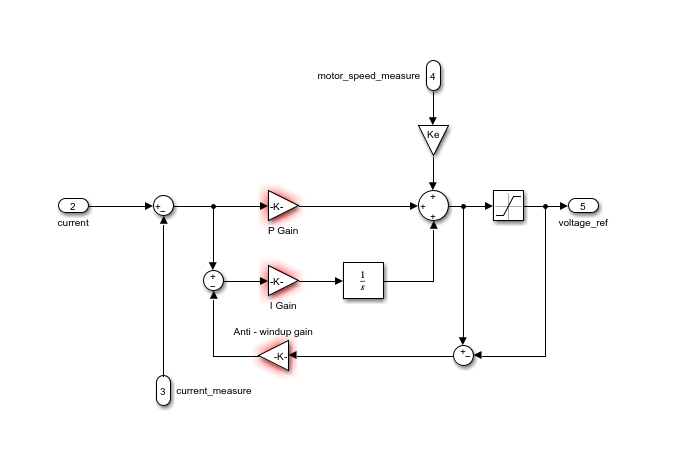 motor_speed_measure
4
Ke
2
current
+
−
-K-
P Gain
+
+
+
5
voltage_ref
+
−
-K-
I Gain
1
s
Anti - windup gain
-K-
+
−
3
current_measure